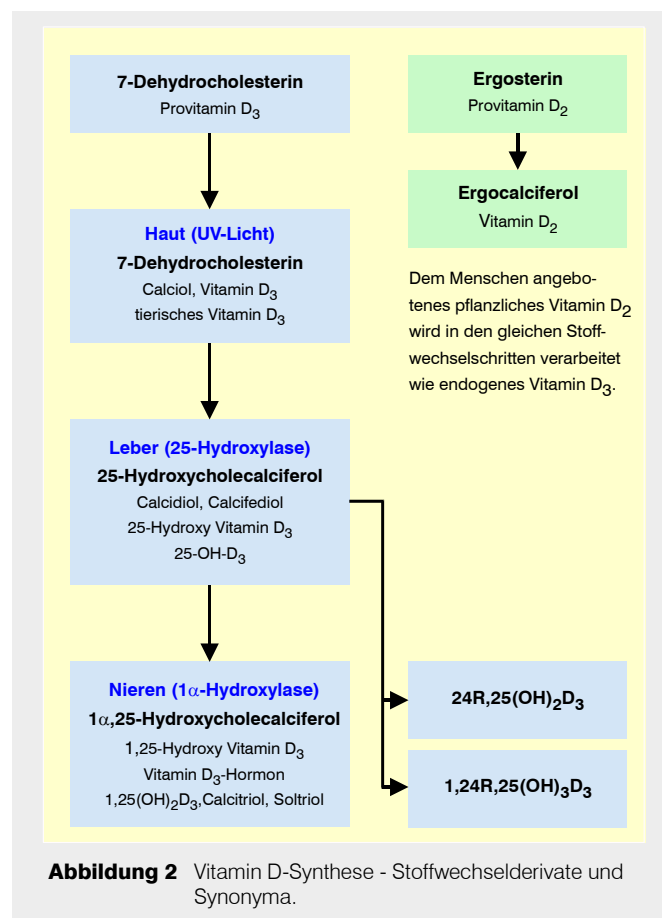 7-Dehydrocholesterin
Provitamin D3
Haut (UV-Licht)
7-Dehydrocholesterin
Calciol, Vitamin D3
tierisches Vitamin D3
Leber (25-Hydroxylase)
25-Hydroxycholecalciferol
Calcidiol, Calcifediol
25-Hydroxy Vitamin D3
25-OH-D3
Nieren (1α-Hydroxylase)
1α,25-Hydroxycholecalciferol
1,25-Hydroxy Vitamin D3
Vitamin D3-Hormon
1,25(OH)2D3,Calcitriol, Soltriol
Ergosterin
Provitamin D2
Ergocalciferol
Vitamin D2
Dem Menschen angebo-
tenes pflanzliches Vitamin D2
wird in den gleichen Stoff-
wechselschritten verarbeitet
wie endogenes Vitamin D3.
24R,25(OH)2D3
1,24R,25(OH)3D3
Abbildung 2 Vitamin D-Synthese - Stoffwechselderivate und
Synonyma.